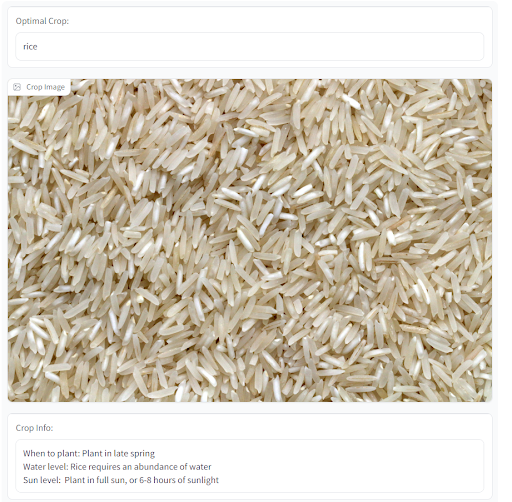 Optimal Crop:
rice
Crop Image
Crop Info:
When to plant: Plant in late spring
Water level: Rice requires an abundance of water
Sun level:  Plant in full sun, or 6-8 hours of sunlight